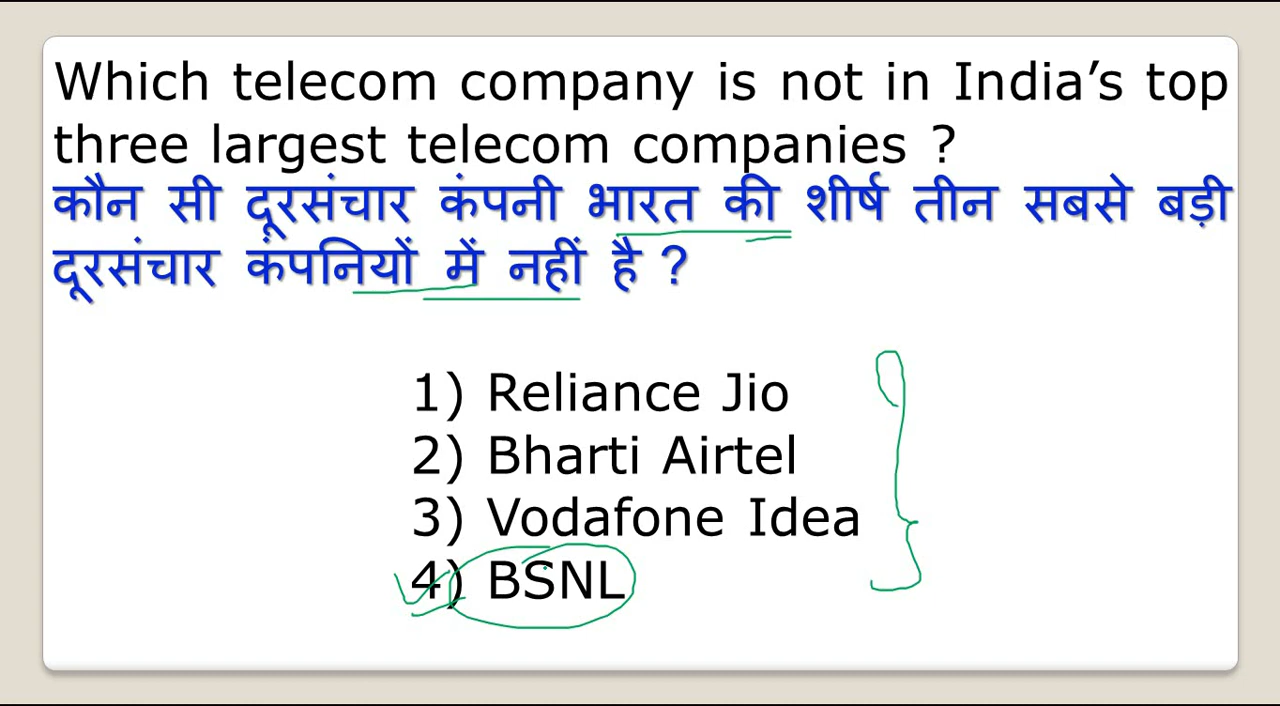 Which telecom company is not in India’s top
three largest telecom companies ?
कौन सी दूरसंचार कंपनी भारत की शीर्ष तीन सबसे बड़ी
दूरसंचार कंपनियों में नहीं है ?
1) Reliance Jio
2) Bharti Airtel
3) Vodafone Idea
4) BSNL